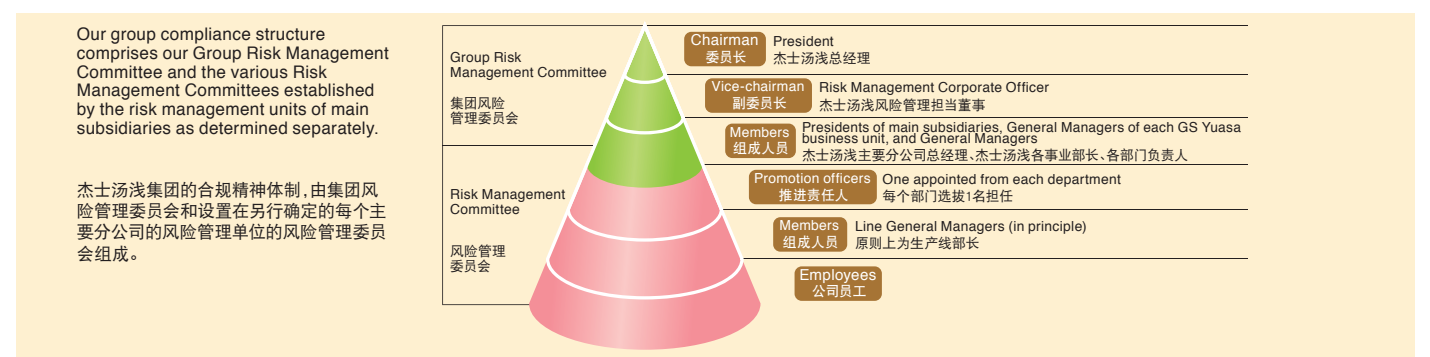 Our group compliance structure
comprises our Group Risk Management
Committee and the various Risk
Management Committees established
by the risk management units of main
subsidiaries as determined separately.
杰士汤浅集团的合规精神体制，由集团风
险管理委员会和设置在另行确定的每个主
要分公司的风险管理单位的风险管理委员
会组成。
Group Risk
Management Committee
集团风险
管理委员会
Risk Management
Committee
风险管理
委员会
Chairman
委员长
President
杰士汤浅总经理
Vice-chairman
副委员长
Risk Management Corporate Officer
杰士汤浅风险管理担当董事
Members
组成人员
Presidents of main subsidiaries, General Managers of each GS Yuasa
business unit, and General Managers
杰士汤浅主要分公司总经理、杰士汤浅各事业部长、各部门负责人
Promotion officers
推进责任人
One appointed from each department
每个部门选拔1名担任
Members
组成人员
Line General Managers (in principle)
原则上为生产线部长
Employees
公司员工